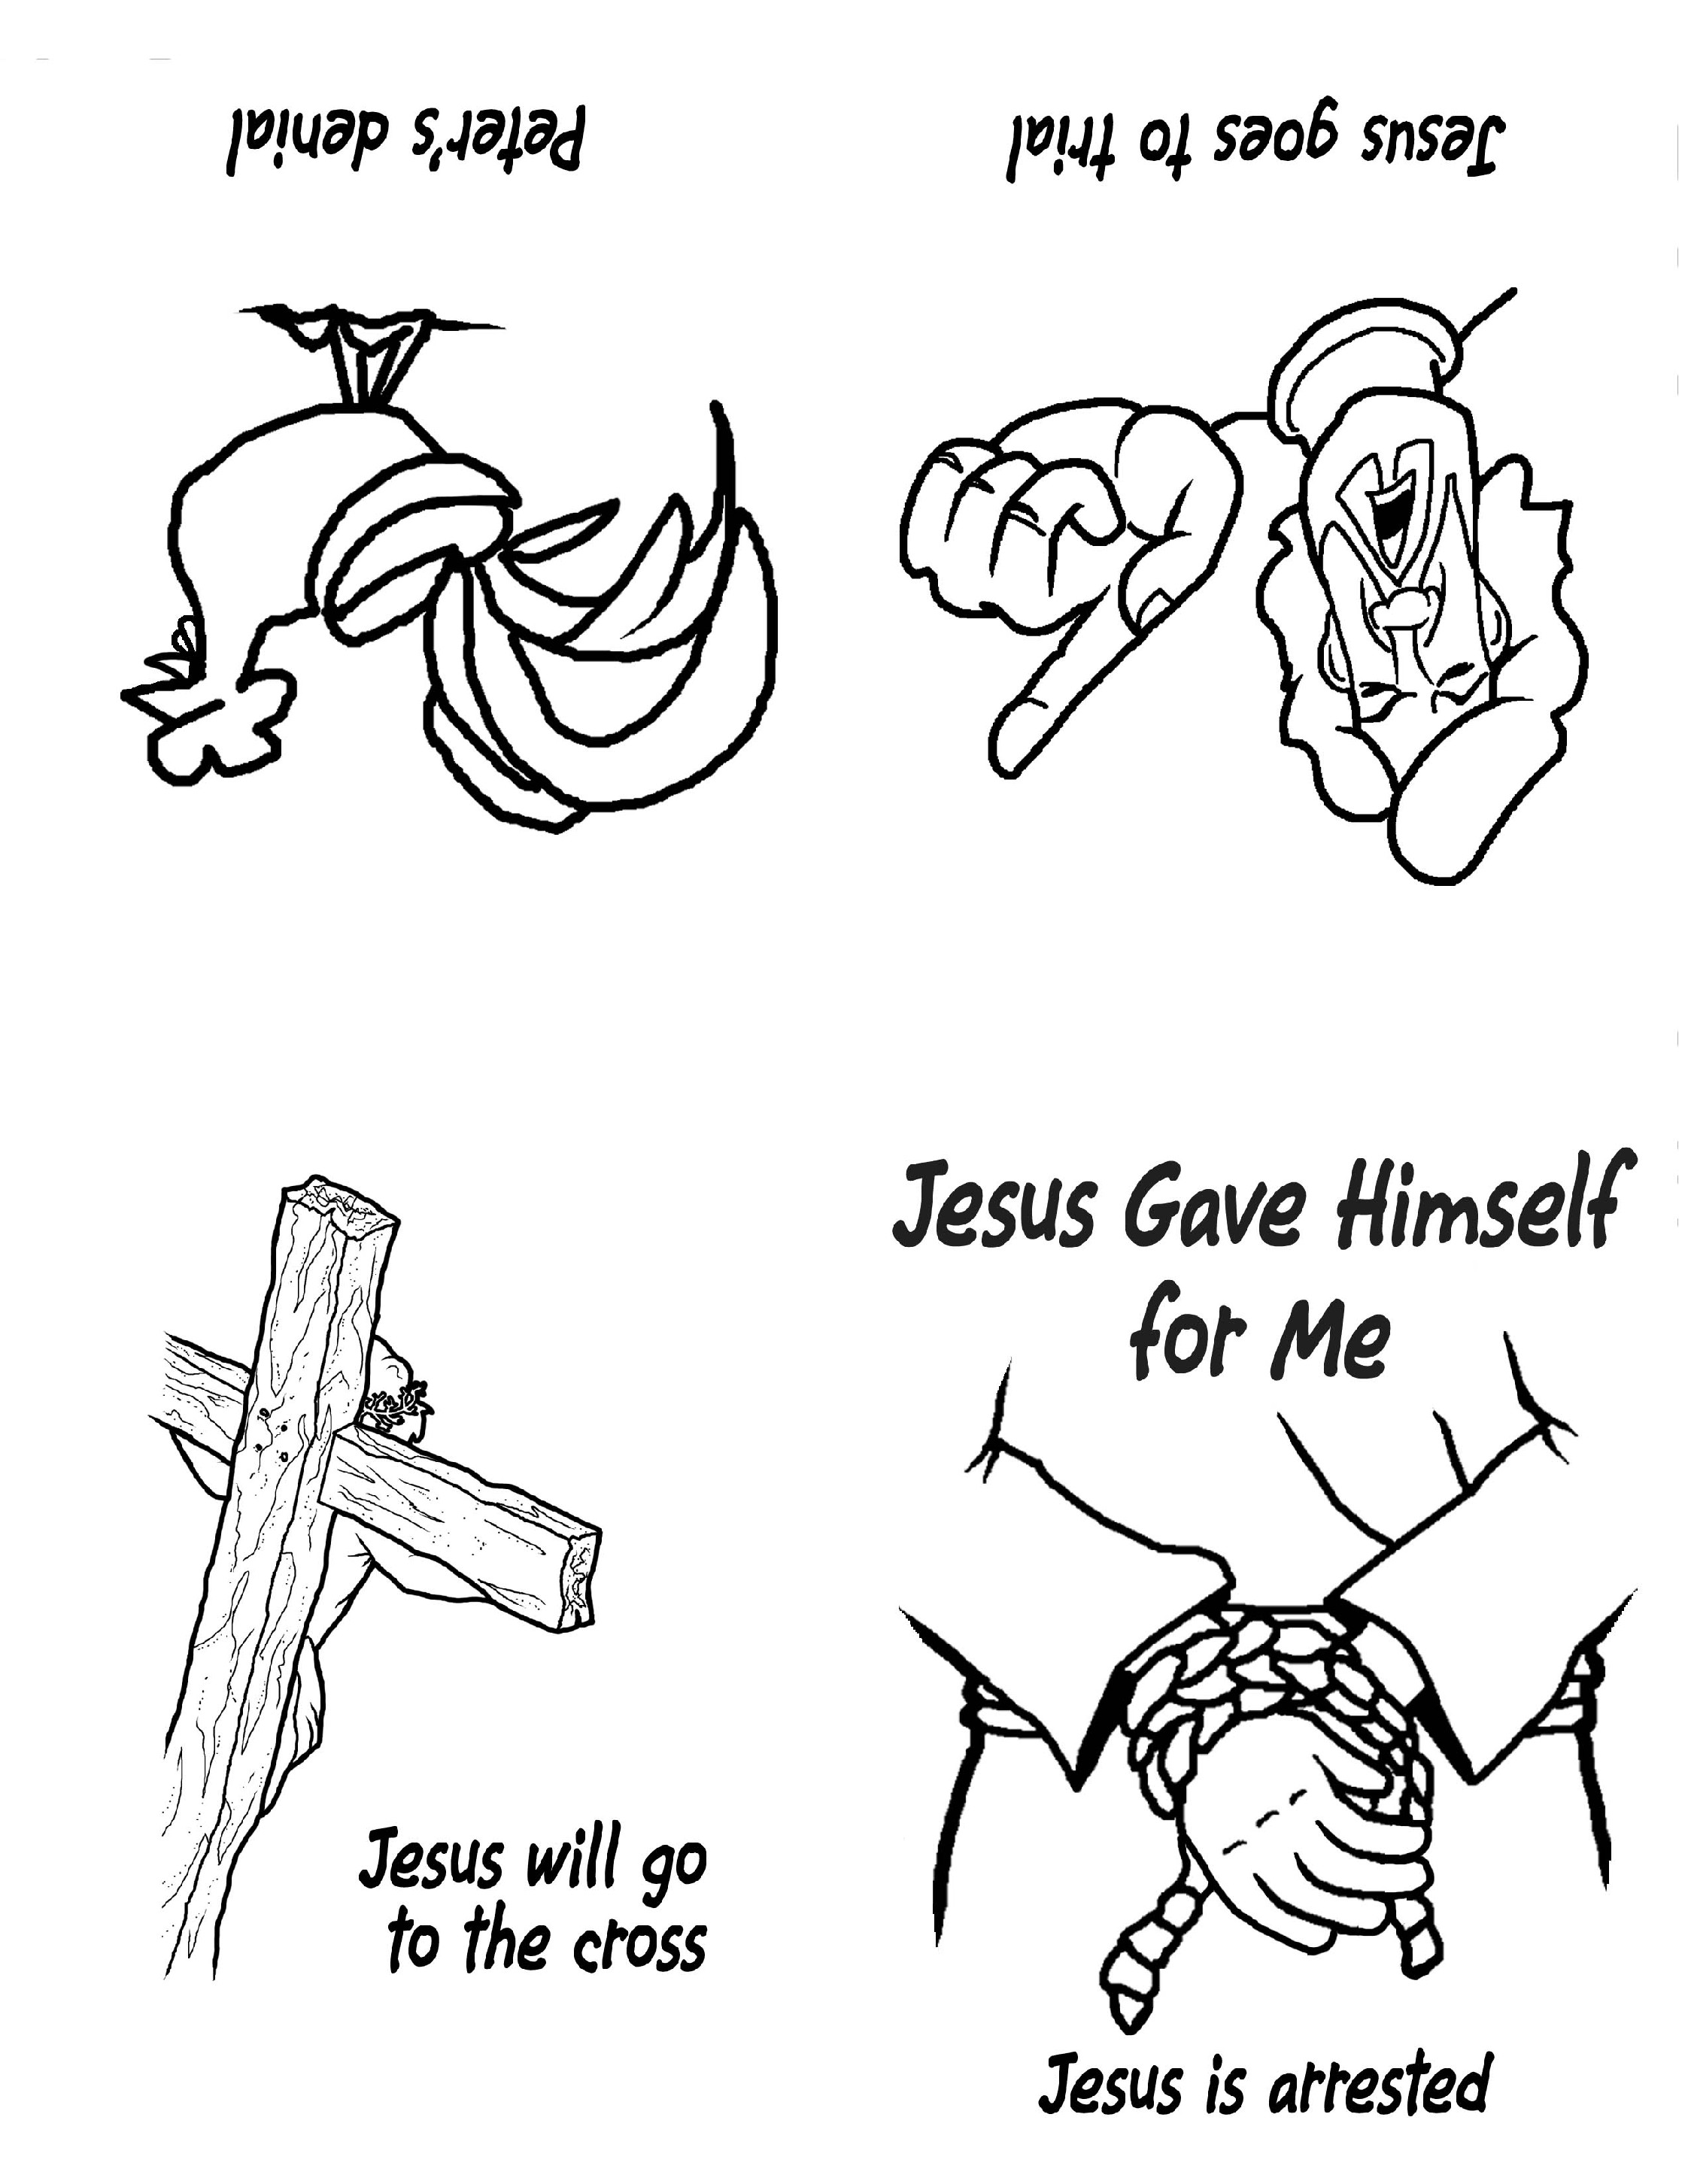 Peter's denial
Jesus goes to trial
Jesus Gave Himself
for Me
Jesus will go
to the cross
Jesus is arrested